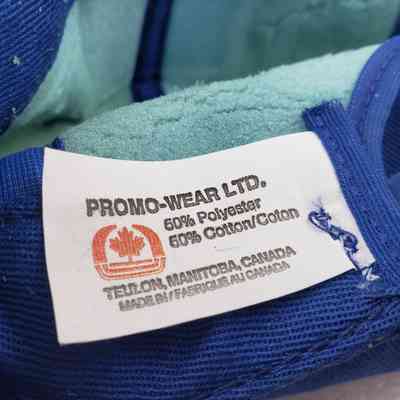 PROMO-WEAR LTD.
60% Polyester
60% Cotton/Coton
TEULON, MANITOBA, CANADA
MADE IN / FABRIQUE AU CANADA